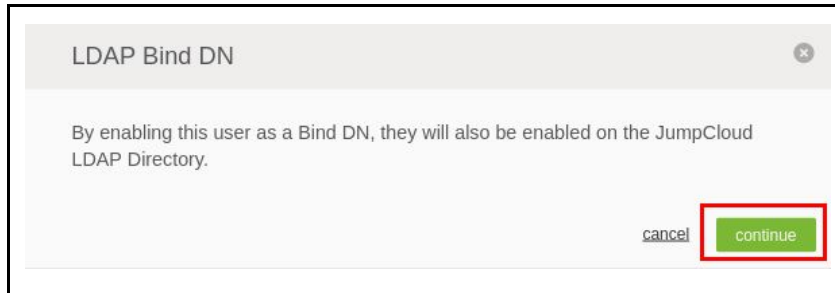 LDAP Bind DN
By enabling this user as a Bind DN, they will also be enabled on the JumpCloud
LDAP Directory.
cancel continue